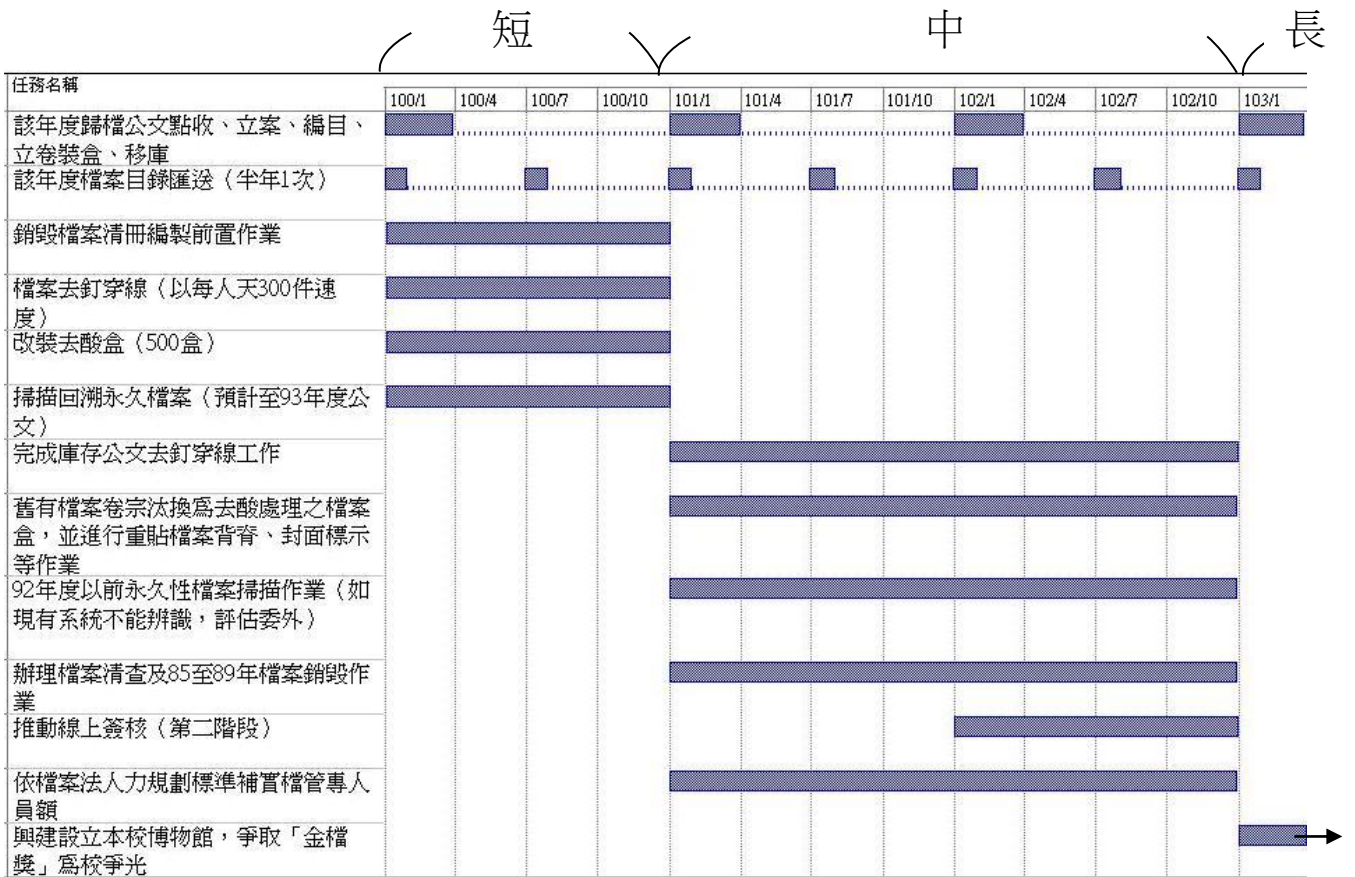 短
中
長
任務名稱
100/1 100/4 100/7 100/10 101/1 101/4 101/7 101/10 102/1 102/4 102/7 102/10 103/1
該年度歸檔公文點收、立案、編目、
立卷裝盒、移庫
該年度檔案目錄匯送（半年1次）
銷毀檔案清冊編製前置作業
檔案去釘穿線（以每人天300件速
度）
改裝去酸盒（500盒）
掃描回溯永久檔案（預計至93年度公
文）
完成庫存公文去釘穿線工作
舊有檔案卷宗汰換為去酸處理之檔案
盒，並進行重貼檔案背脊、封面標示
等作業
92年度以前永久性檔案掃描作業（如
現有系統不能辨識，評估委外）
辦理檔案清查及85至89年檔案銷毀作
業
推動線上簽核（第二階段）
依檔案法人力規劃標準補實檔管專人
員額
興建設立本校博物館，爭取「金檔
獎」為校爭光